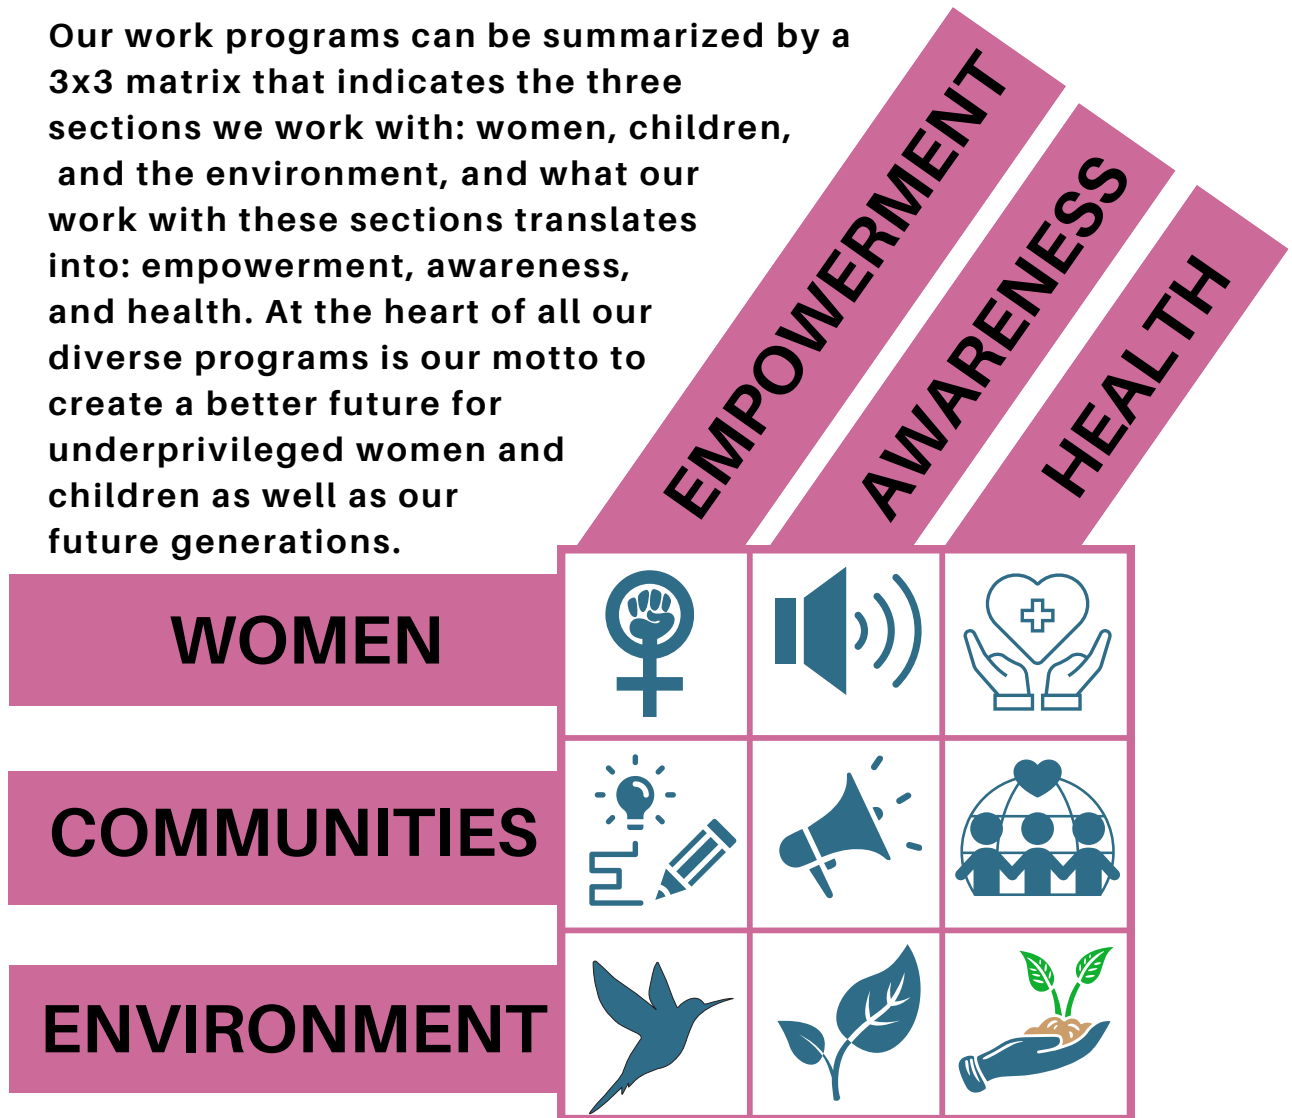 Our work programs can be summarized by a
3x3 matrix that indicates the three
sections we work with: women, children,
and the environment, and what our
work with these sections translates
into: empowerment, awareness,
and health. At the heart of all our
diverse programs is our motto to
create a better future for
underprivileged women and
children as well as our
future generations.
EMPOWERMENT
AWARENESS
HEALTH
WOMEN
COMMUNITIES
ENVIRONMENT